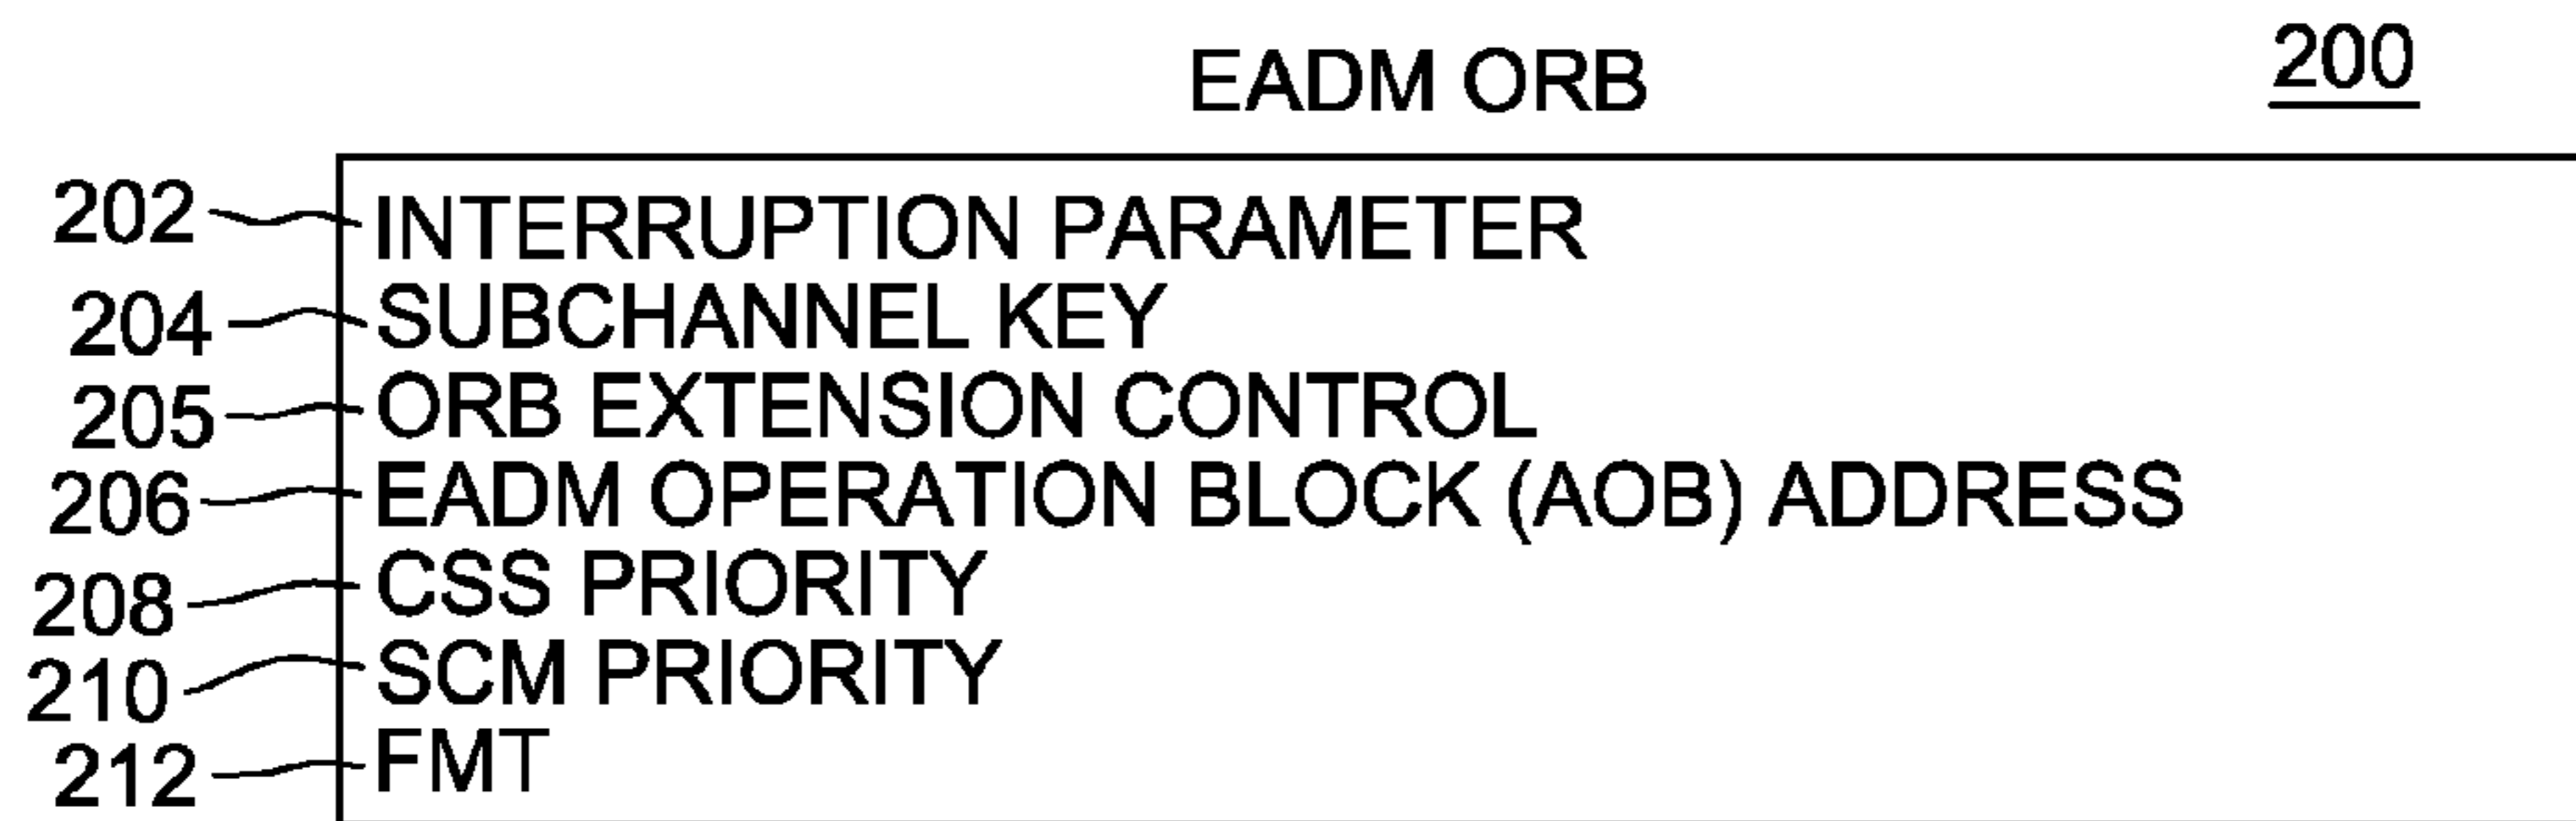 EADM ORB 200
202 INTERRUPTION PARAMETER
204 SUBCHANNEL KEY
205 ORB EXTENSION CONTROL
206 EADM OPERATION BLOCK (AOB) ADDRESS
208 CSS PRIORITY
210 SCM PRIORITY
212 FMT